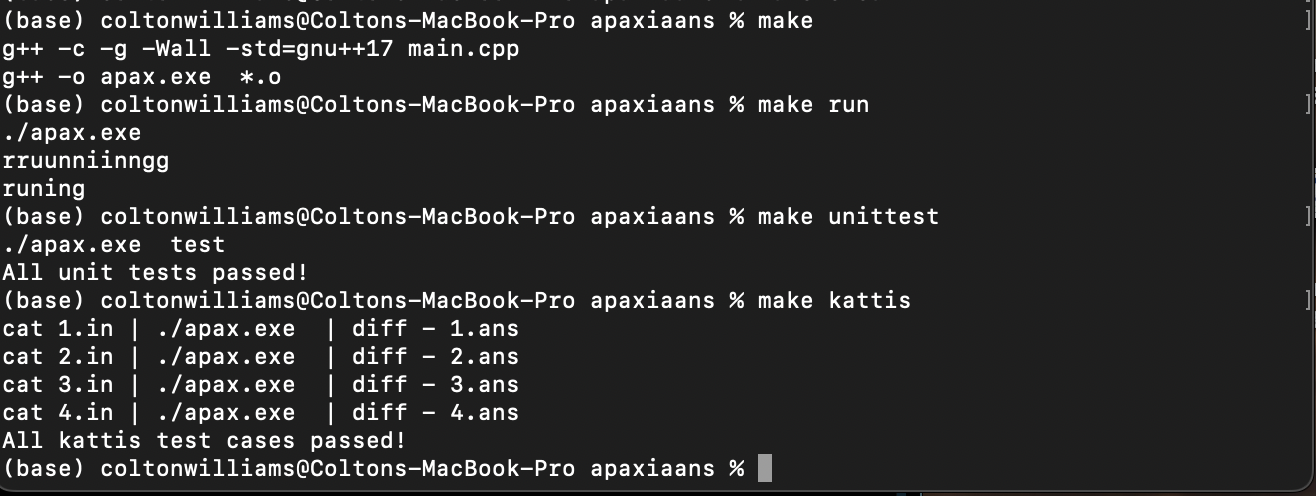 (base) coltonwilliams@Coltons-MacBook-Pro apaxiaans % make ]
g++ -c -g -Wall -std=gnu++17 main.cpp
g++ -o apax.exe  *.o
(base) coltonwilliams@Coltons-MacBook-Pro apaxiaans % make run ]
./apax.exe
rruunniinngg
runing
(base) coltonwilliams@Coltons-MacBook-Pro apaxiaans % make unittest ]
./apax.exe  test
All unit tests passed!
(base) coltonwilliams@Coltons-MacBook-Pro apaxiaans % make kattis ]
cat 1.in | ./apax.exe  | diff - 1.ans
cat 2.in | ./apax.exe  | diff - 2.ans
cat 3.in | ./apax.exe  | diff - 3.ans
cat 4.in | ./apax.exe  | diff - 4.ans
All kattis test cases passed!
(base) coltonwilliams@Coltons-MacBook-Pro apaxiaans %